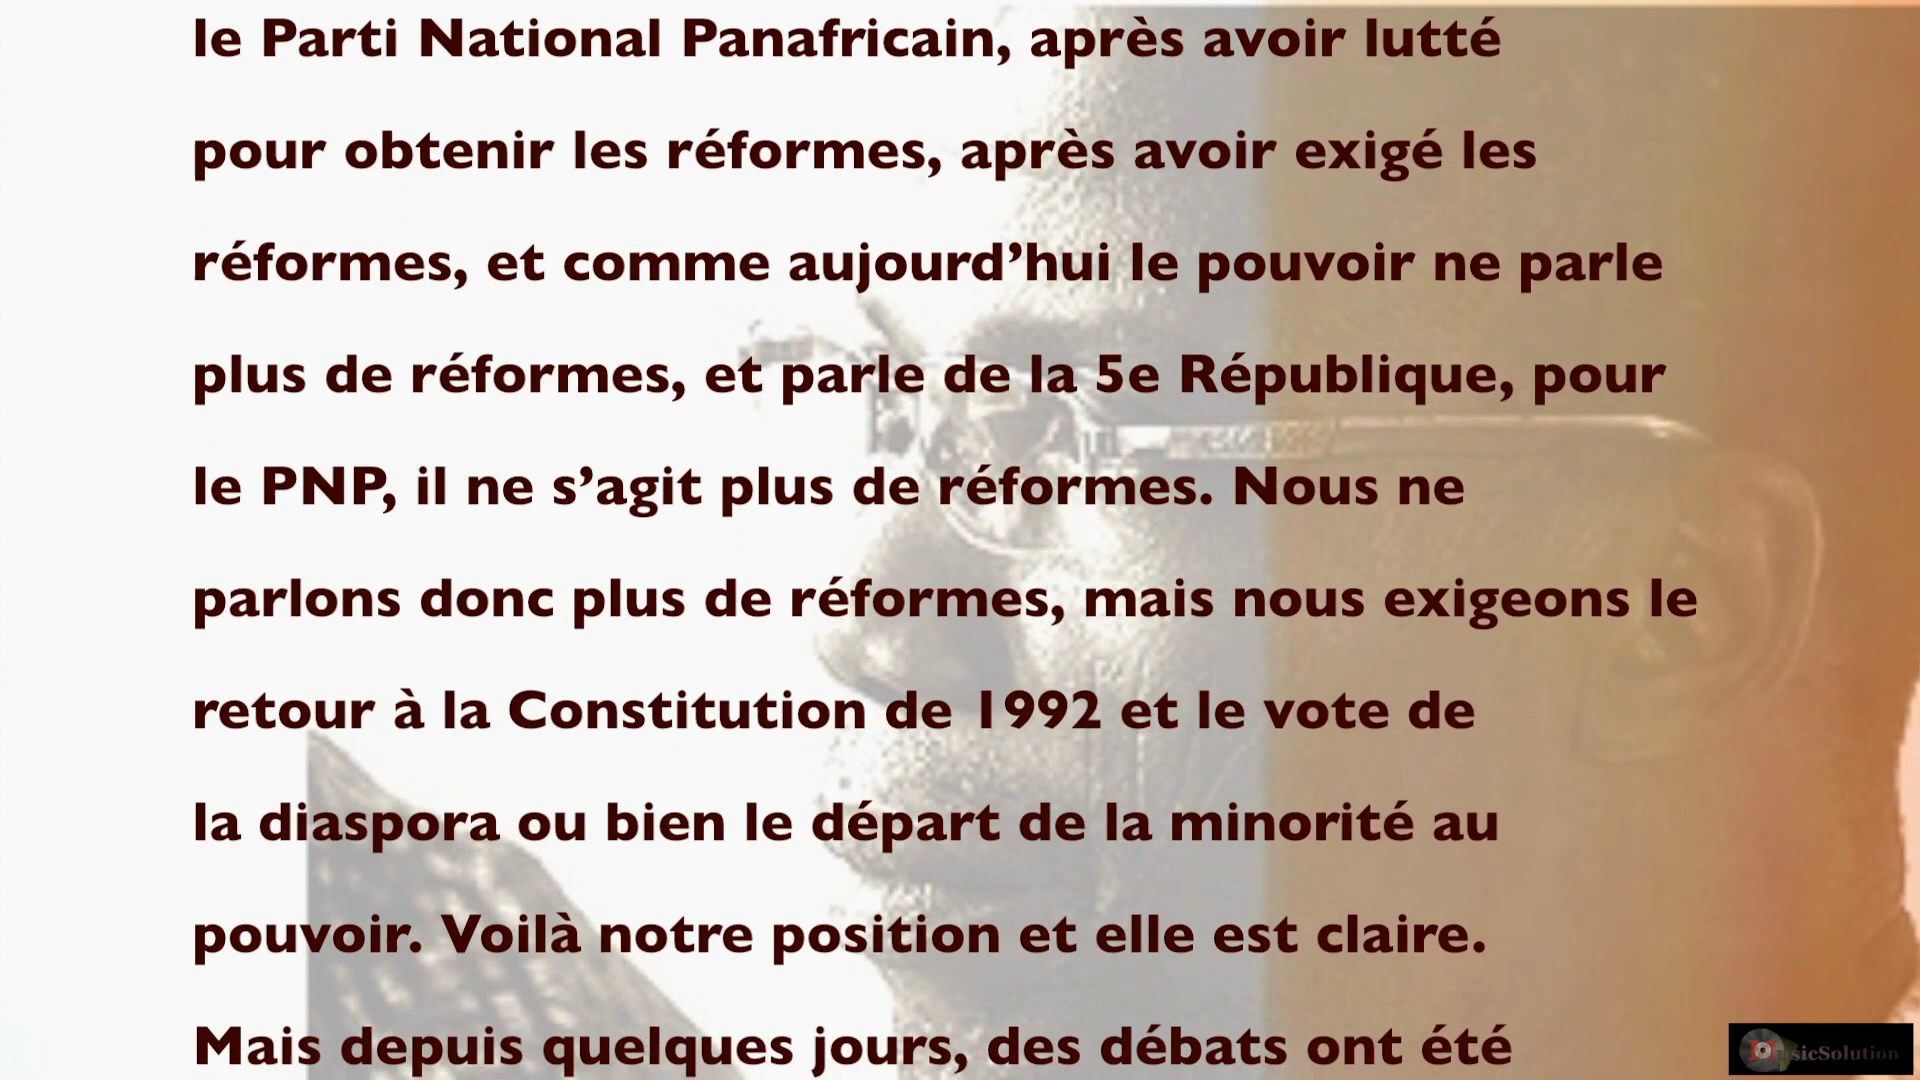 le Parti National Panafricain, après avoir lutté
pour obtenir les réformes, après avoir exigé les
réformes, et comme aujourd’hui le pouvoir ne parle
plus de réformes, et parle de la 5e République, pour
le PNP, il ne s’agit plus de réformes. Nous ne
parlons donc plus de réformes, mais nous exigeons le
retour à la Constitution de 1992 et le vote de
la diaspora ou bien le départ de la minorité au
pouvoir. Voilà notre position et elle est claire.
Mais depuis quelques jours, des débats ont été
MusicSolution